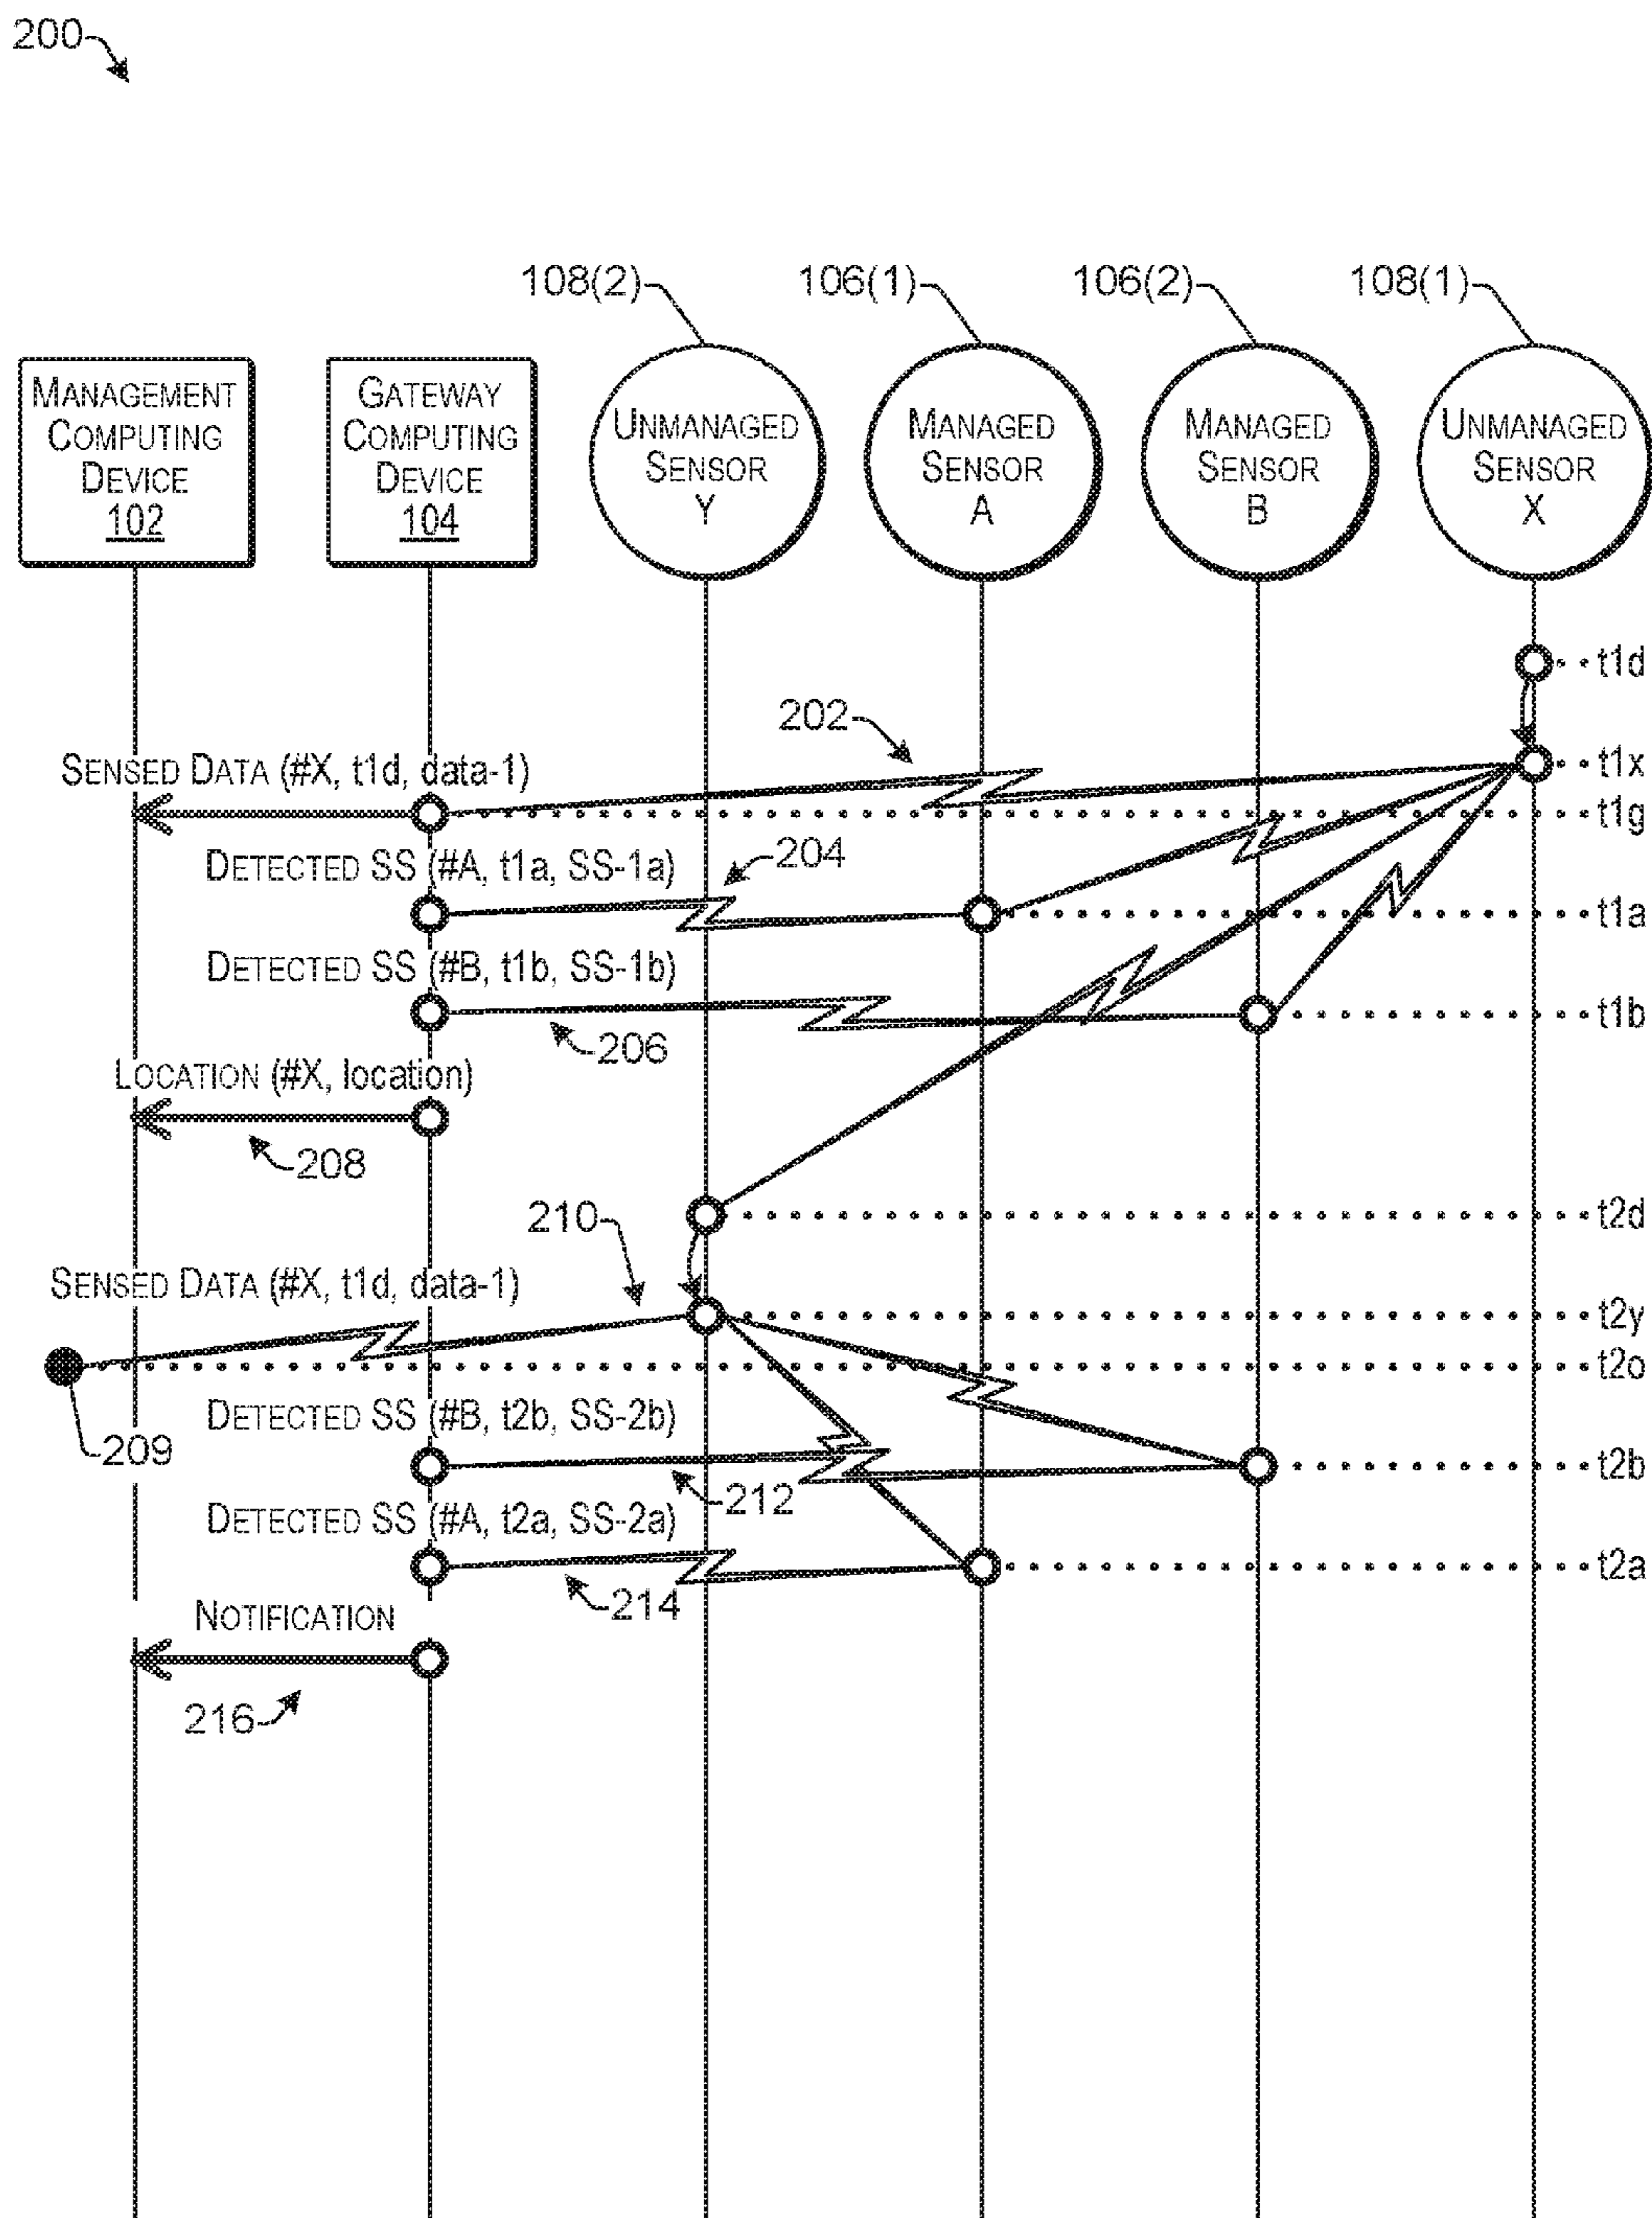 200
108(2)
106(1)
106(2)
108(1)
MANAGEMENT
COMPUTING
DEVICE
102
GATEWAY
COMPUTING
DEVICE
104
UNMANAGED
SENSOR
Y
MANAGED
SENSOR
A
MANAGED
SENSOR
B
UNMANAGED
SENSOR
X
t1d
202
t1x
SENSED DATA (#X, t1d, data-1)
t1g
DETECTED SS (#A, t1a, SS-1a)
204
t1a
DETECTED SS (#B, t1b, SS-1b)
t1b
206
LOCATION (#X, location)
208
210
t2d
SENSED DATA (#X, t1d, data-1)
t2y
t2o
DETECTED SS (#B, t2b, SS-2b)
209
t2b
212
DETECTED SS (#A, t2a, SS-2a)
t2a
214
NOTIFICATION
216